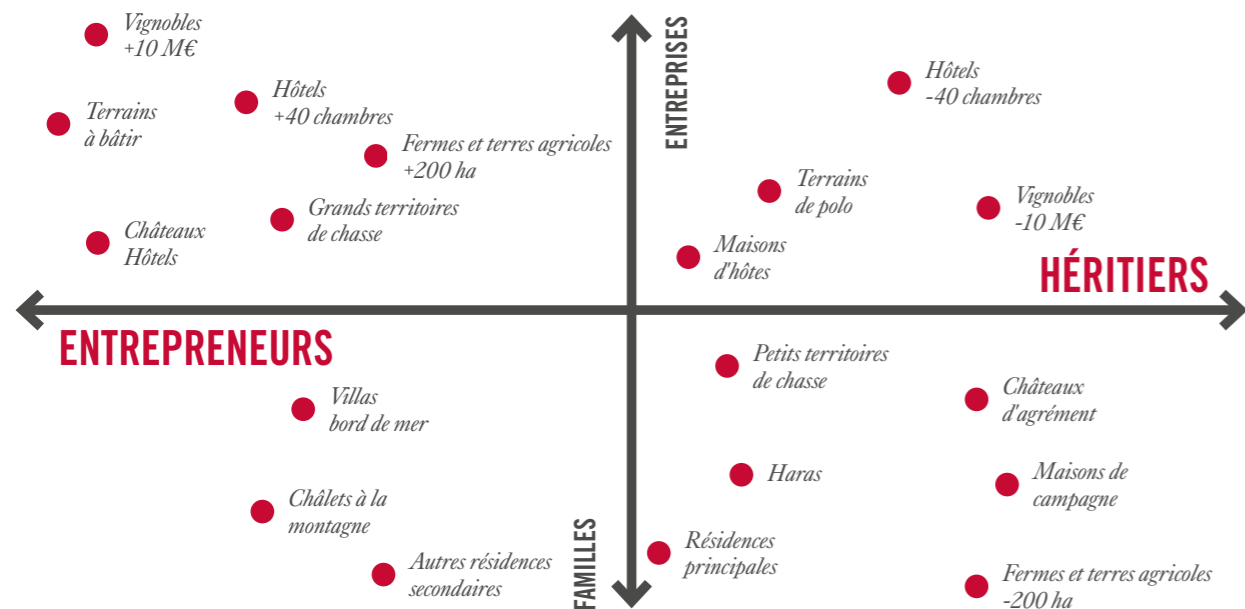 Vignobles
+10 M€
Terrains
à bâtir
Hôtels
+40 chambres
Fermes et terres agricoles
+200 ha
Grands territoires
de chasse
Châteaux
Hôtels
ENTREPRISES
Hôtels
-40 chambres
Terrains
de polo
Vignobles
-10 M€
Maisons
d'hôtes
HÉRITIERS
ENTREPRENEURS
Villas
bord de mer
Châlets à la
montagne
Autres résidences
secondaires
FAMILLES
Petits territoires
de chasse
Châteaux
d'agrément
Haras
Maisons de
campagne
Résidences
principales
Fermes et terres agricoles
-200 ha